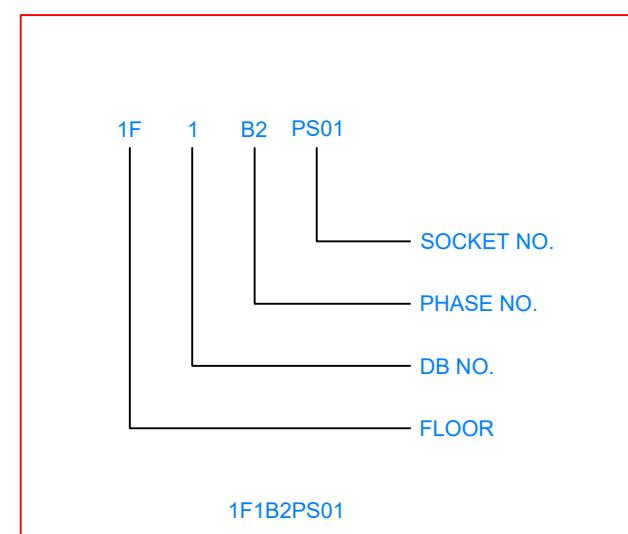 1F 1 B2 PS01
SOCKET NO.
PHASE NO.
DB NO.
FLOOR
1F1B2PS01